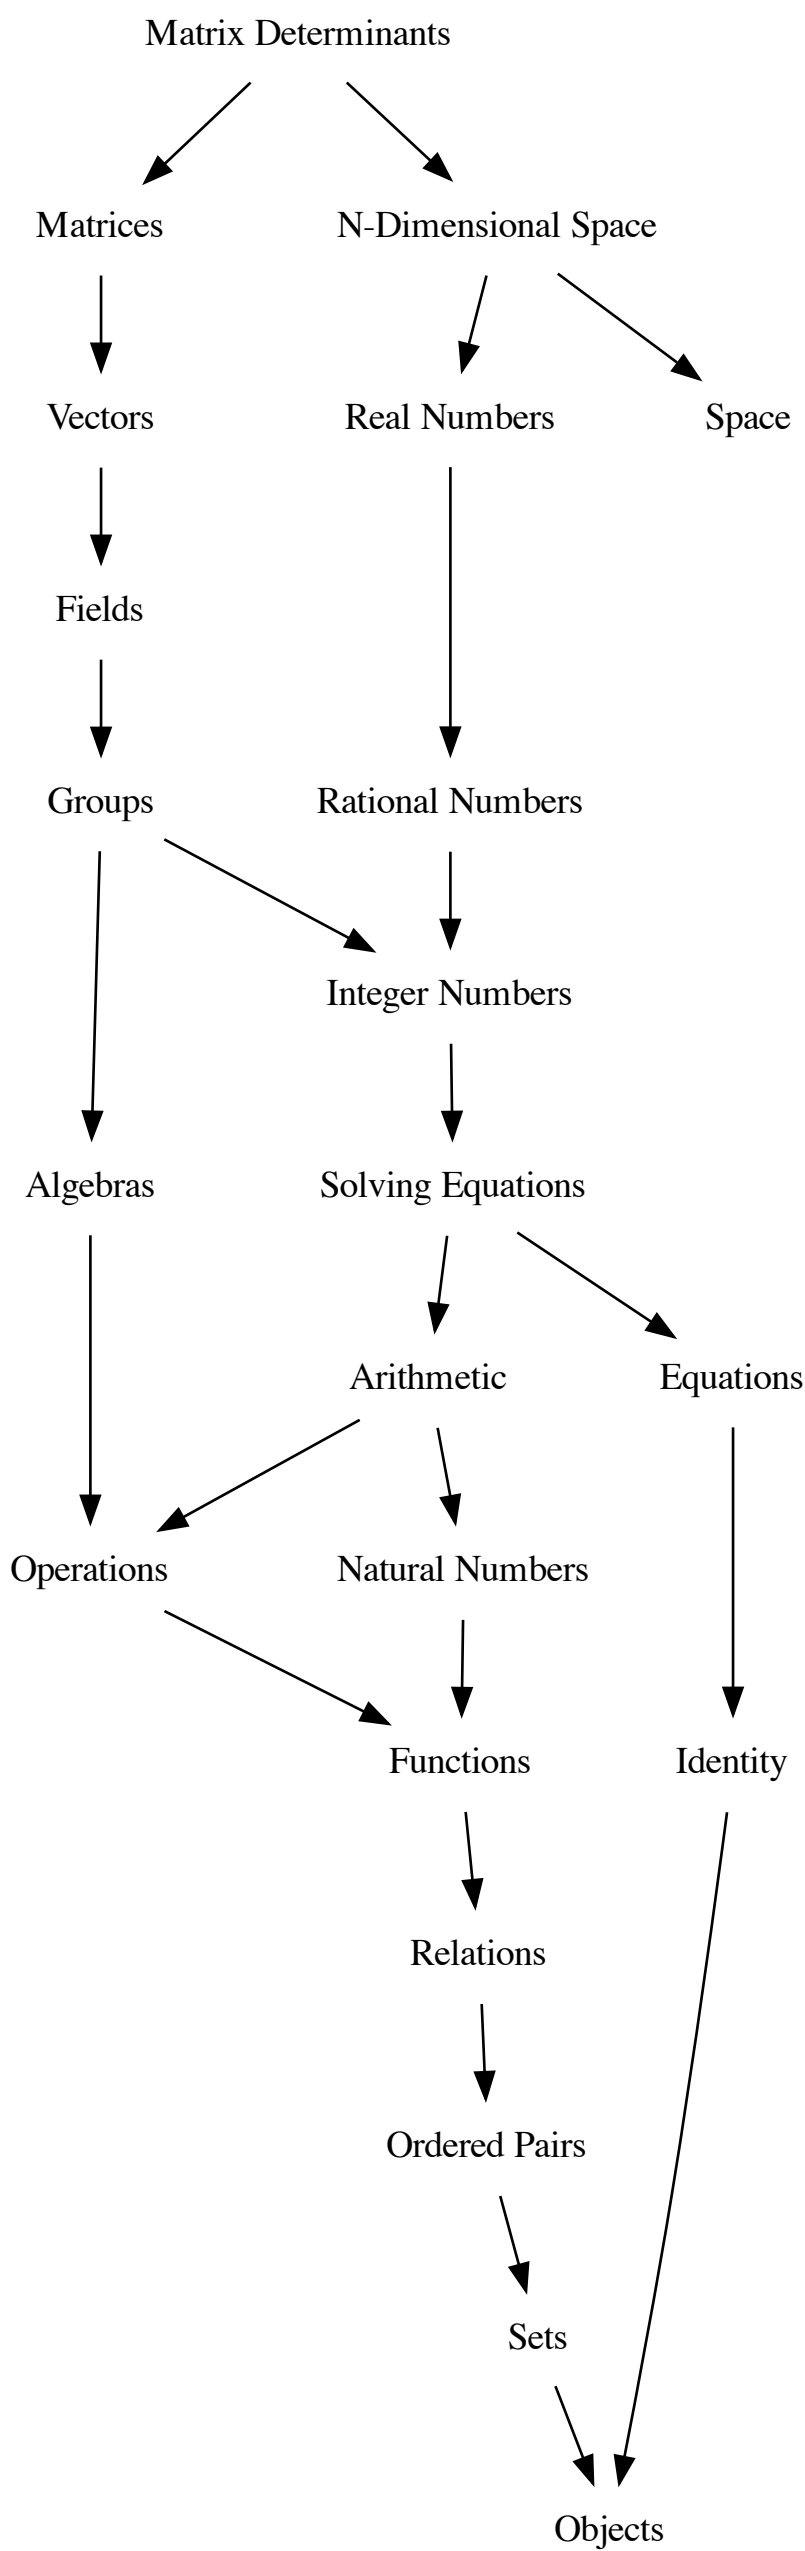 Matrix Determinants
Matrices
N-Dimensional Space
Vectors
Real Numbers
Space
Fields
Groups
Rational Numbers
Integer Numbers
Algebras
Solving Equations
Arithmetic
Equations
Operations
Natural Numbers
Functions
Identity
Relations
Ordered Pairs
Sets
Objects